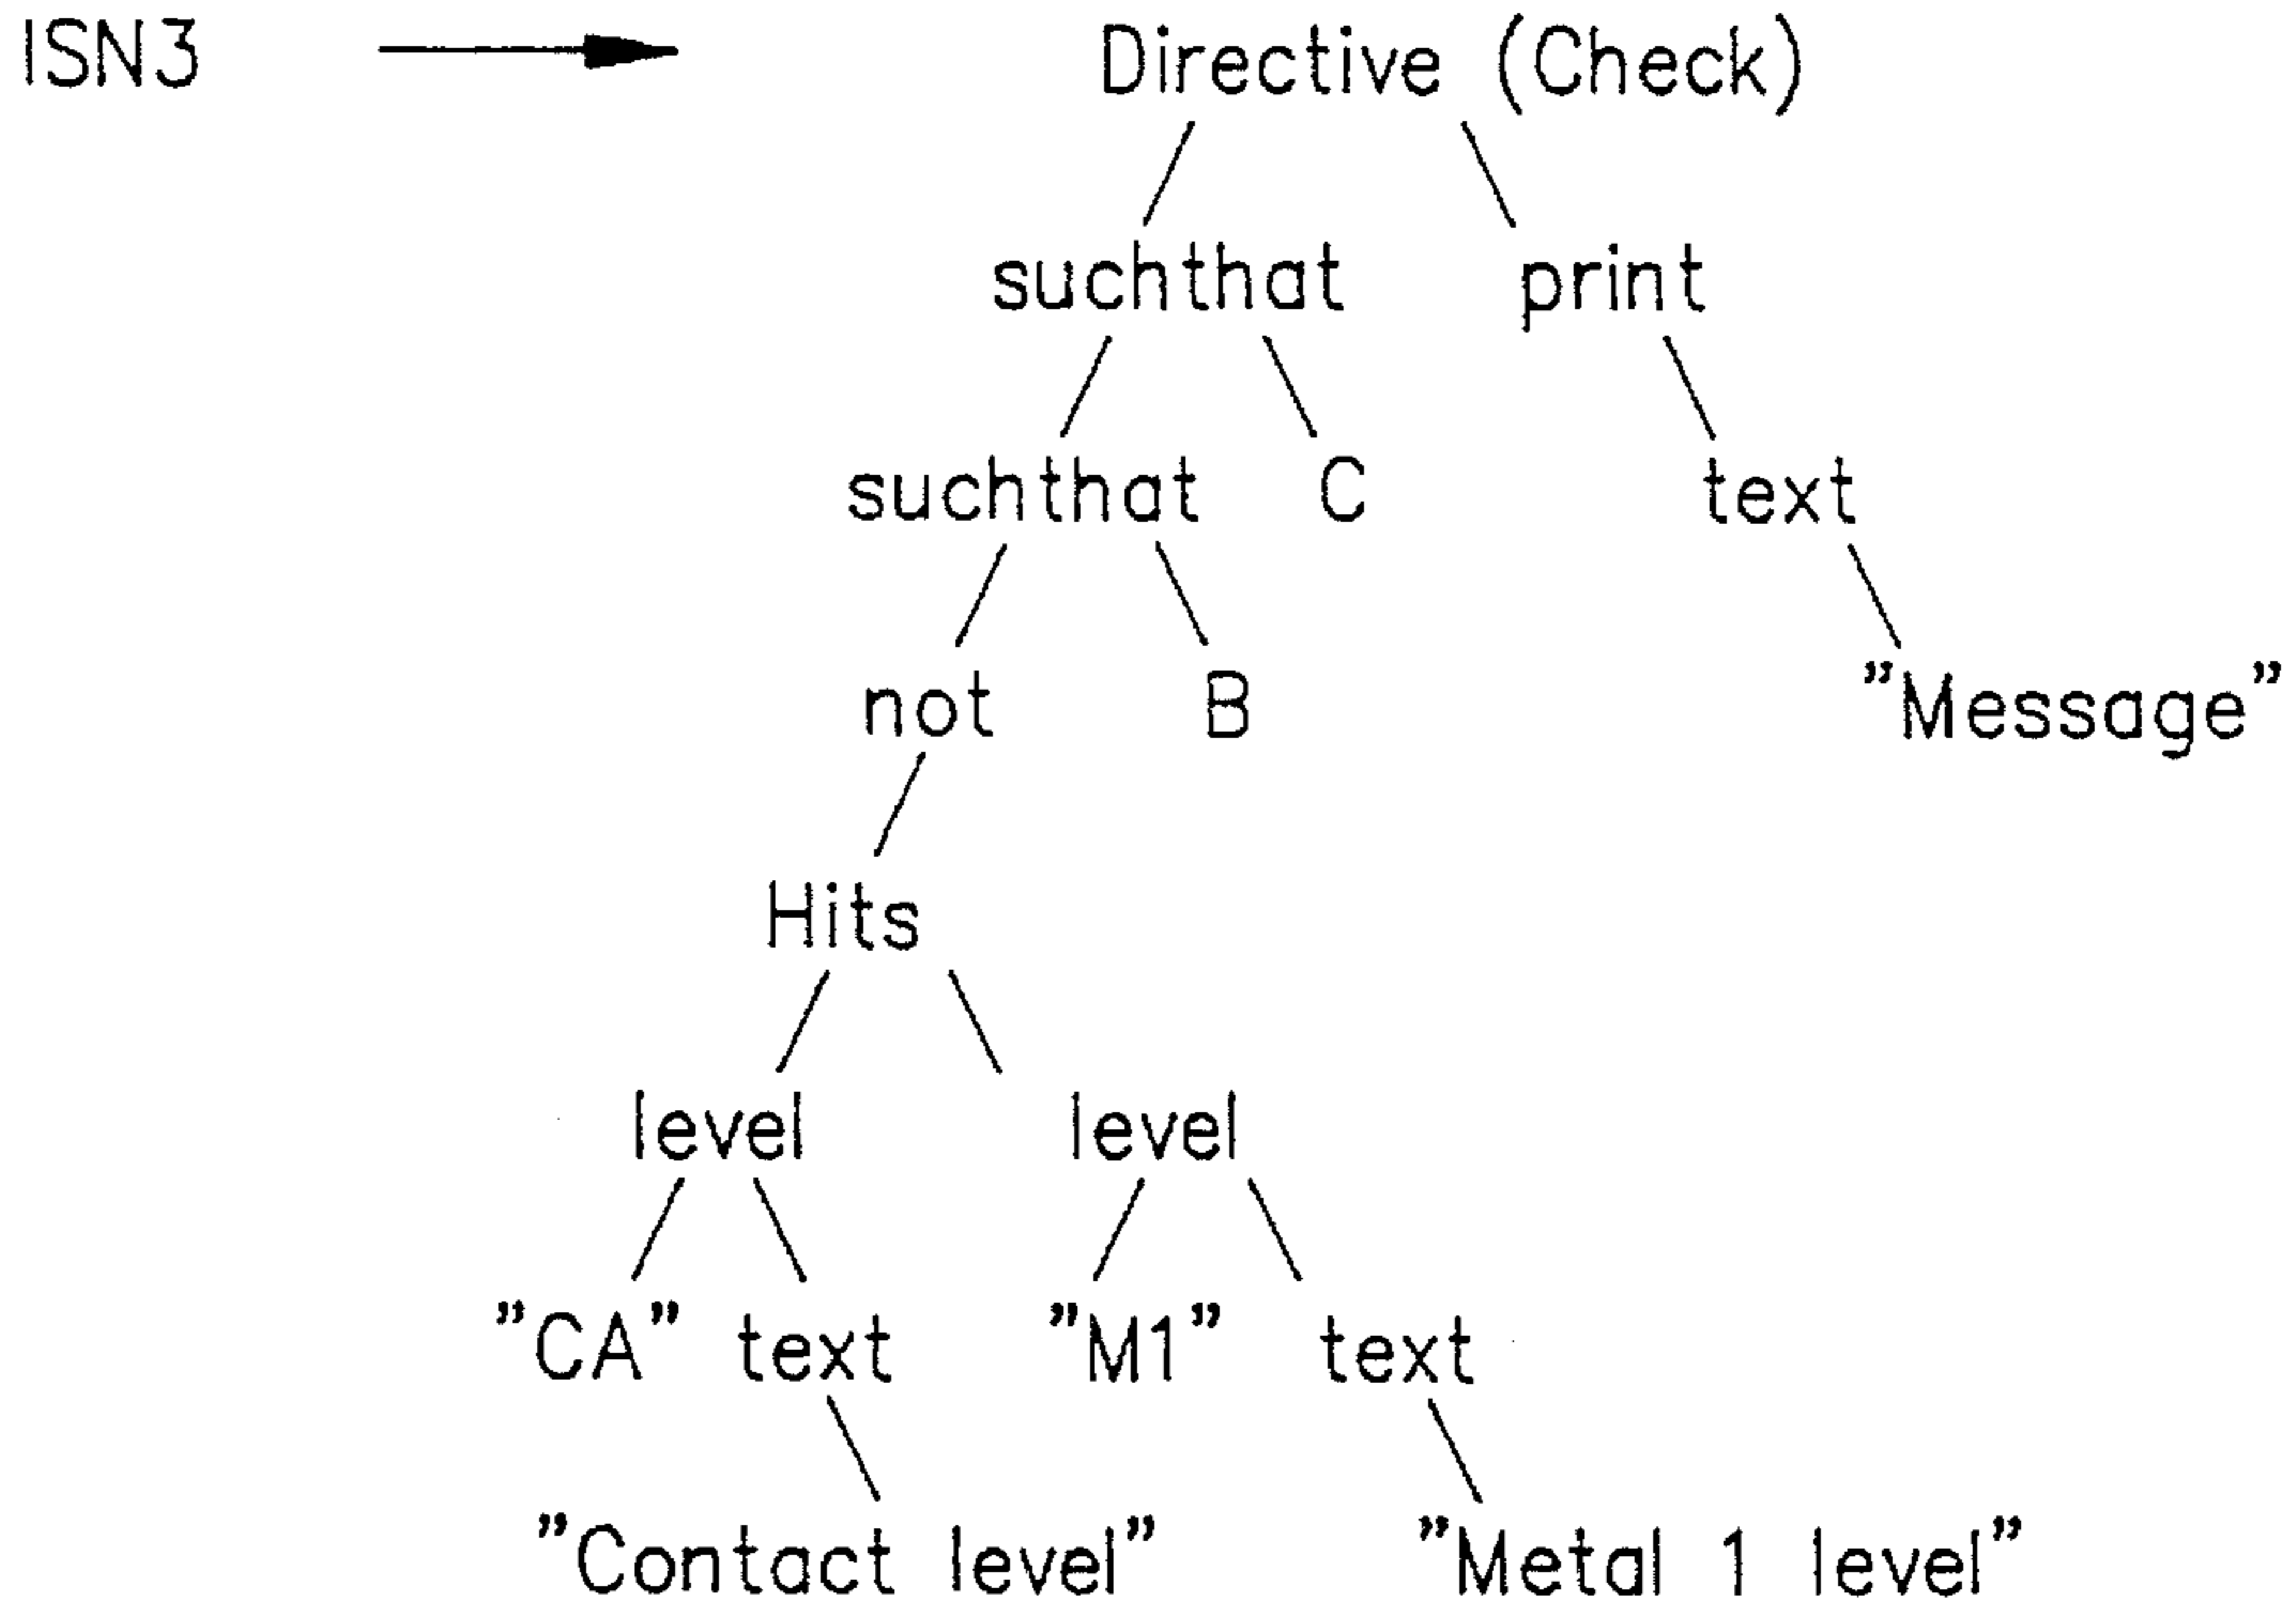 ISN3 Directive (Check)
suchthat print
suchthat C text
not B "Message"
Hits
level level
"CA" text "M1" text
"Contact level" "Metal 1 level"